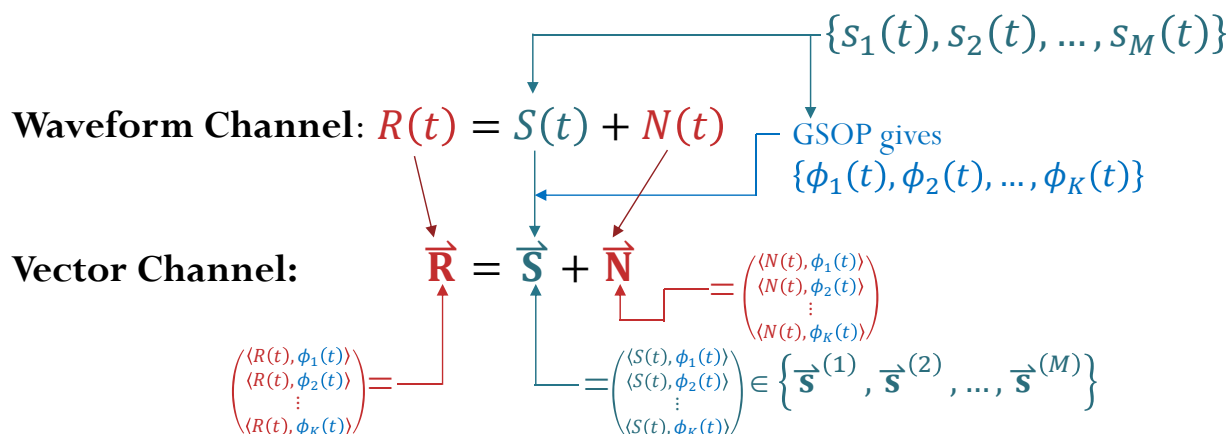 {s₁(t), s₂(t), …, s_M(t)}
Waveform Channel: R(t) = S(t) + N(t)
GSOP gives
{ϕ₁(t), ϕ₂(t), …, ϕ_K(t)}
Vector Channel: R⃗ = S⃗ + N⃗
= (⟨N(t), ϕ₁(t)⟩
⟨N(t), ϕ₂(t)⟩
⋮
⟨N(t), ϕ_K(t)⟩)
(⟨R(t), ϕ₁(t)⟩
⟨R(t), ϕ₂(t)⟩
⋮
⟨R(t), ϕ_K(t)⟩) =
= (⟨S(t), ϕ₁(t)⟩
⟨S(t), ϕ₂(t)⟩
⋮
⟨S(t), ϕ_K(t)⟩) ∈ {s⃗⁽¹⁾, s⃗⁽²⁾, …, s⃗⁽ᴹ⁾}